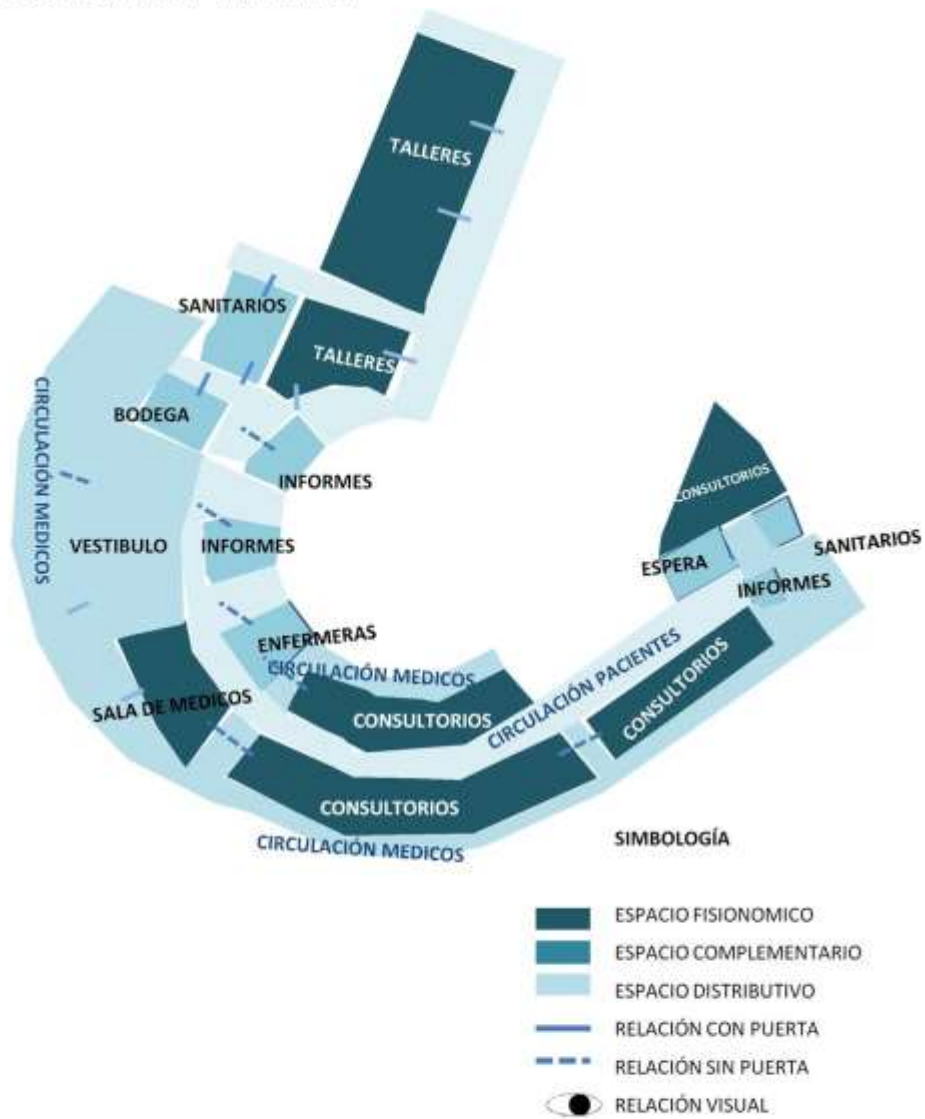 TALLERES
SANITARIOS
TALLERES
CIRCULACIÓN MEDICOS
BODEGA
INFORMES
CONSULTORIOS
VESTIBULO
INFORMES
ESPERA
SANITARIOS
INFORMES
ENFERMERAS
CIRCULACIÓN MEDICOS
CIRCULACIÓN PACIENTES
SALA DE MEDICOS
CONSULTORIOS
CONSULTORIOS
CONSULTORIOS
CIRCULACIÓN MEDICOS
SIMBOLOGÍA
ESPACIO FISIONOMICO
ESPACIO COMPLEMENTARIO
ESPACIO DISTRIBUTIVO
RELACIÓN CON PUERTA
RELACIÓN SIN PUERTA
RELACIÓN VISUAL